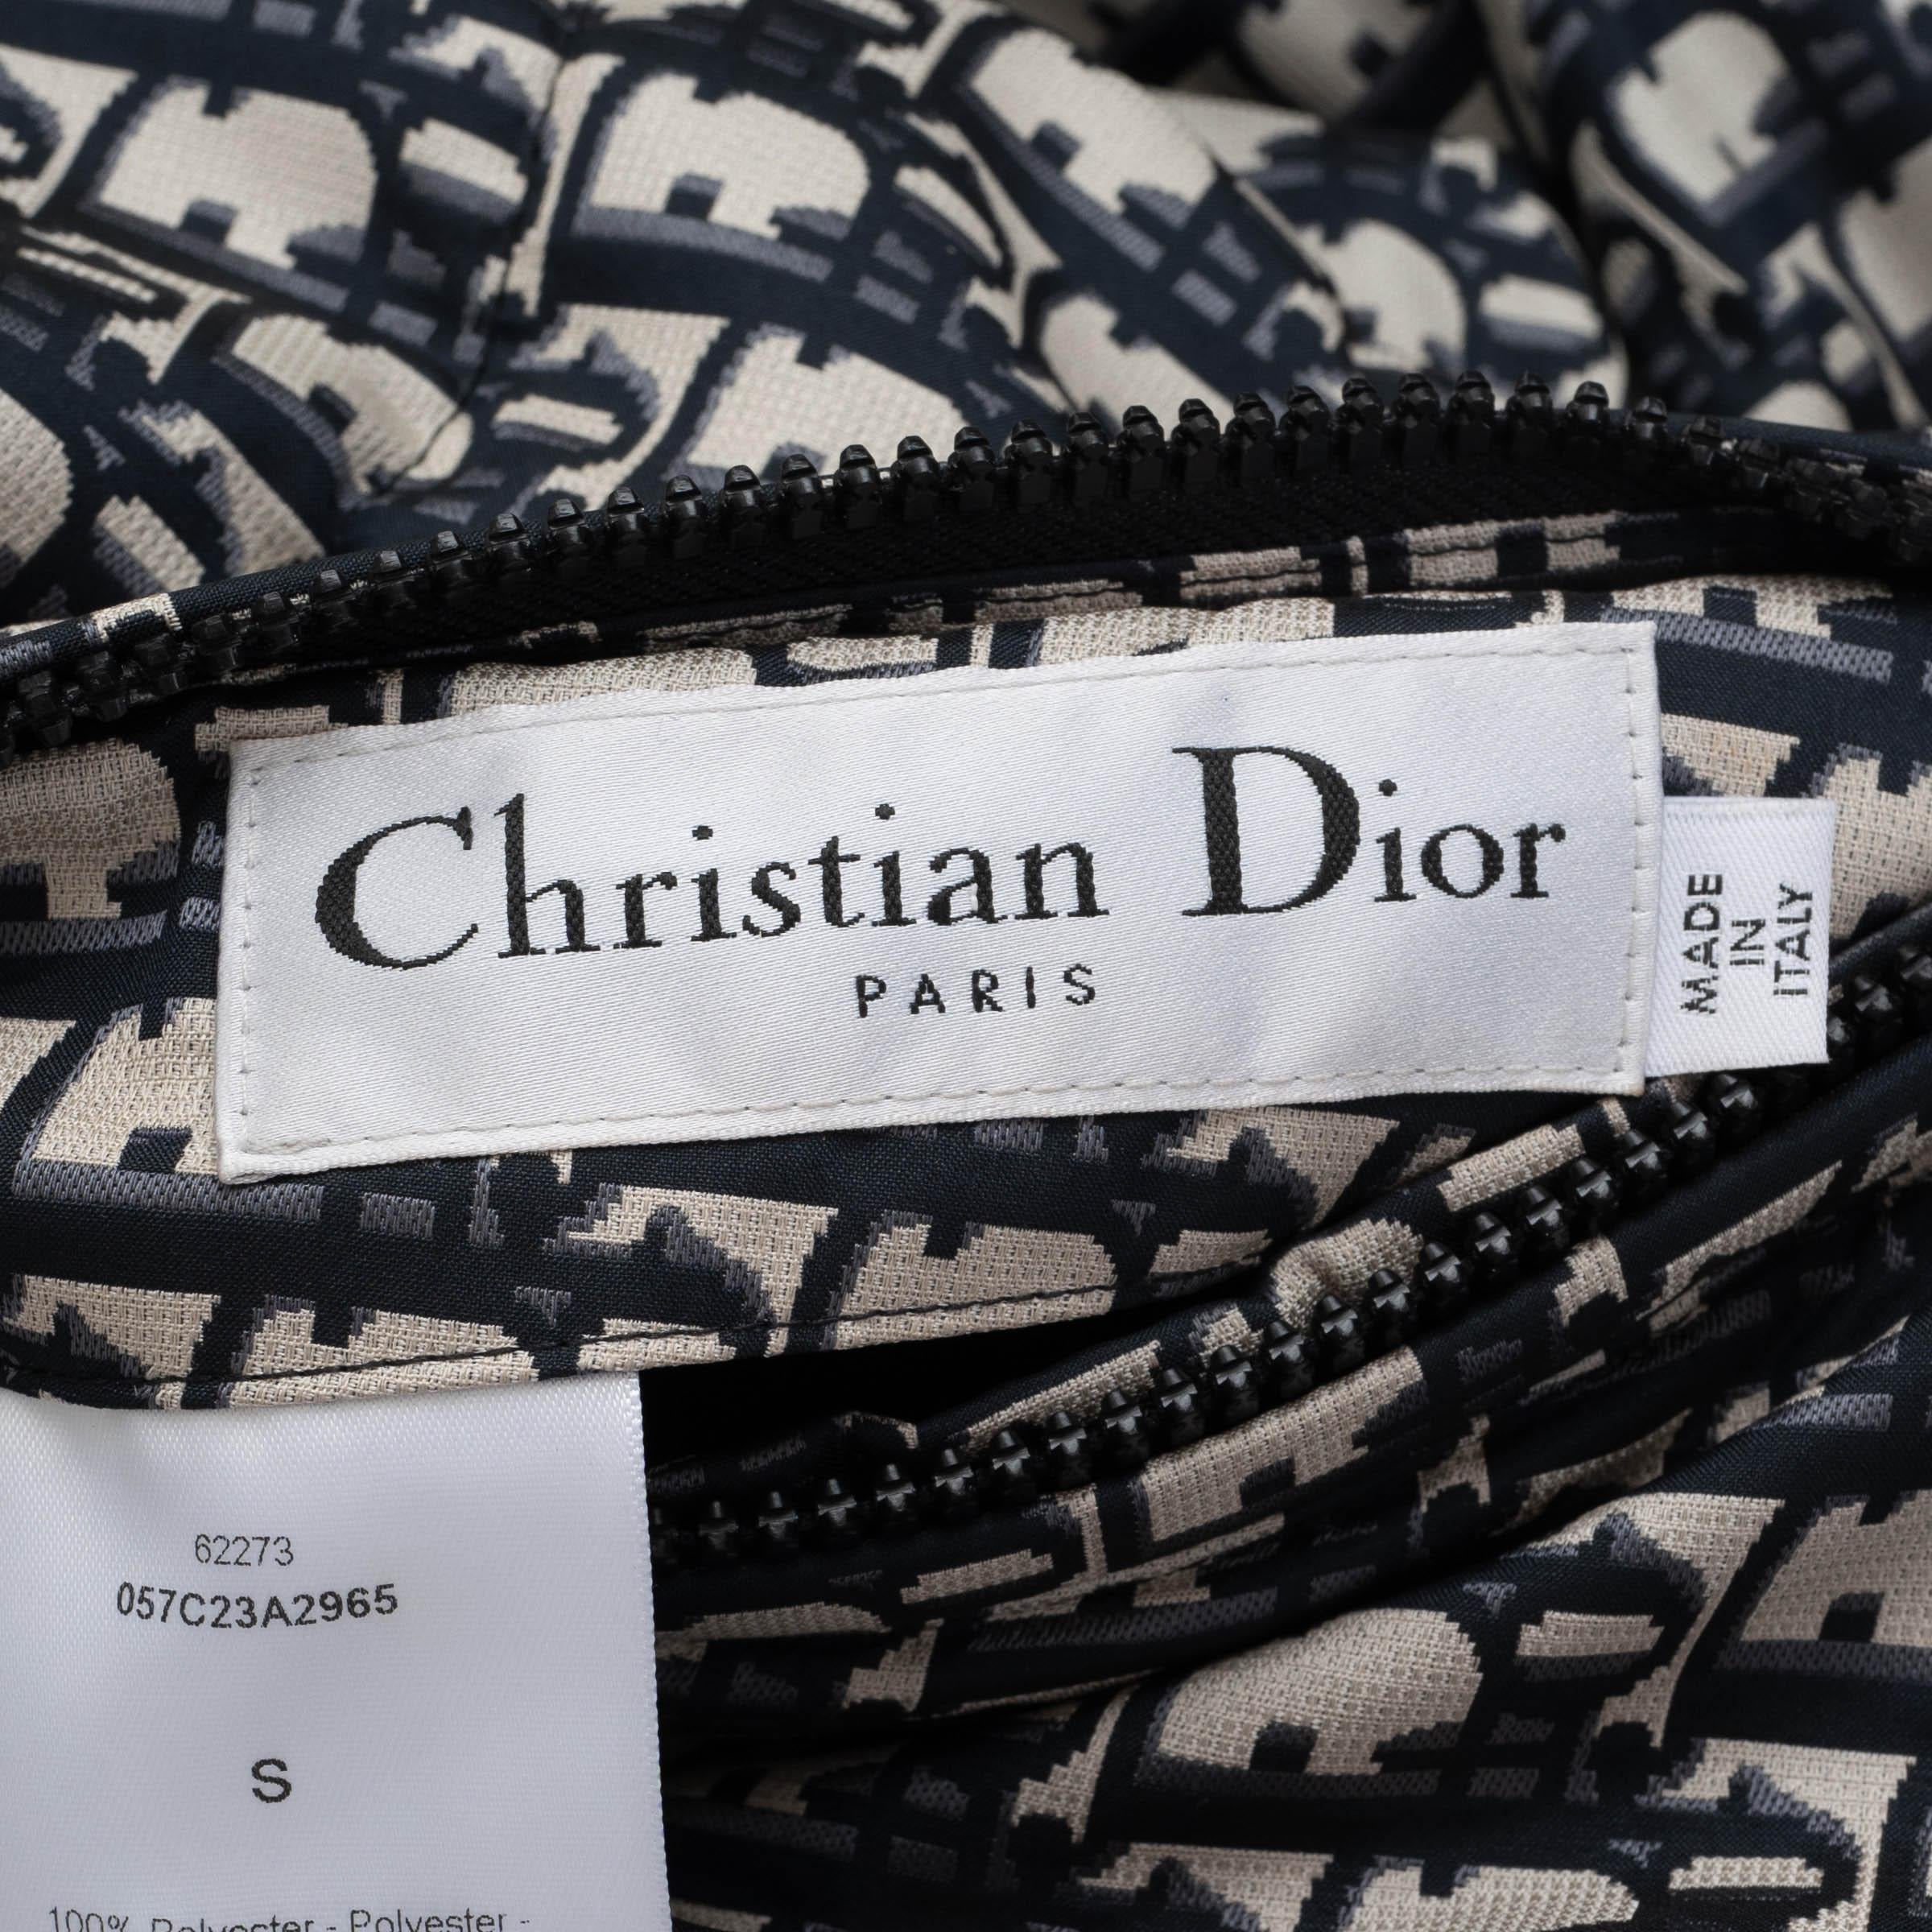 Christian Dior
PARIS
MADE
IN
ITALY
62273
057C23A2965
S
100% Polyester - Polyester -